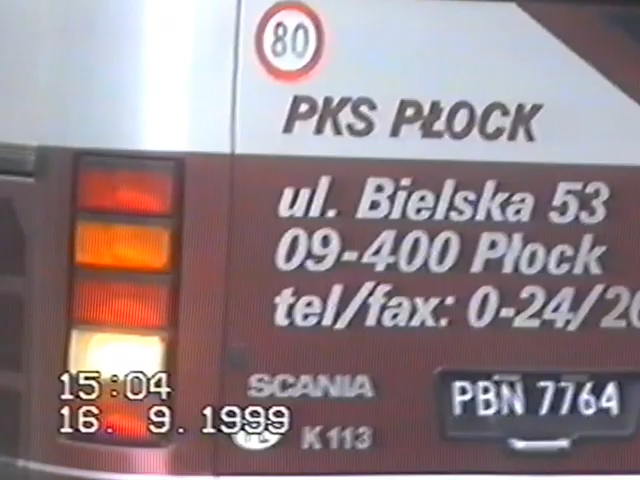 80
PKS PŁOCK
ul. Bielska 53
09-400 Płock
tel/fax: 0-24/26
SCANIA
PBN 7764
K113
15:04
16. 9. 1999